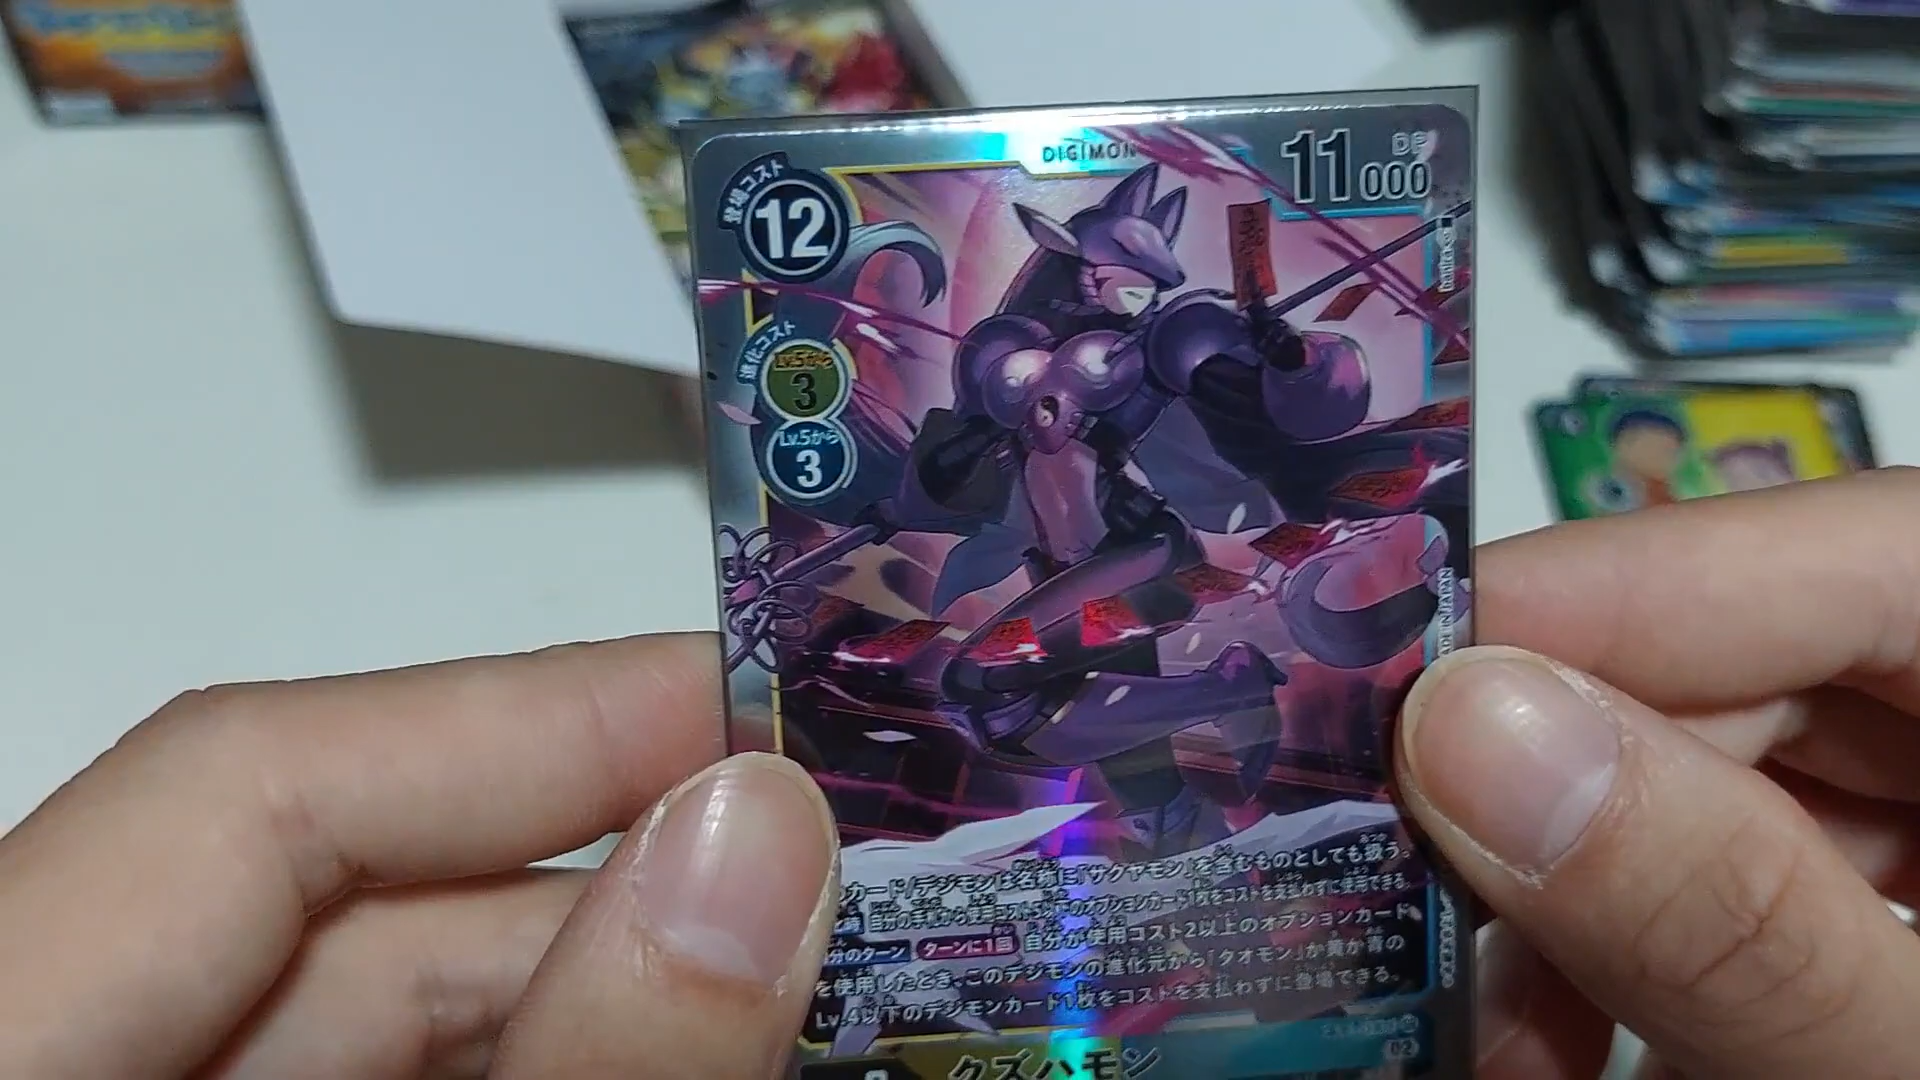 DIGIMON
11000
DP
登場コスト
12
進化コスト
Lv.5から
3
Lv.5から
3
カード/デジモンは名称に「サクヤモン」を含むものとしても扱う。
自分の手札から使用コスト以下のオプションカード1枚をコストを支払わずに使用できる。
分のターン ターンに1回 自分が使用コスト2以上のオプションカード
を使用したとき、このデジモンの進化元から「タオモン」か黄か青の
Lv.4以下のデジモンカード1枚をコストを支払わずに登場できる。
02
クズハモン